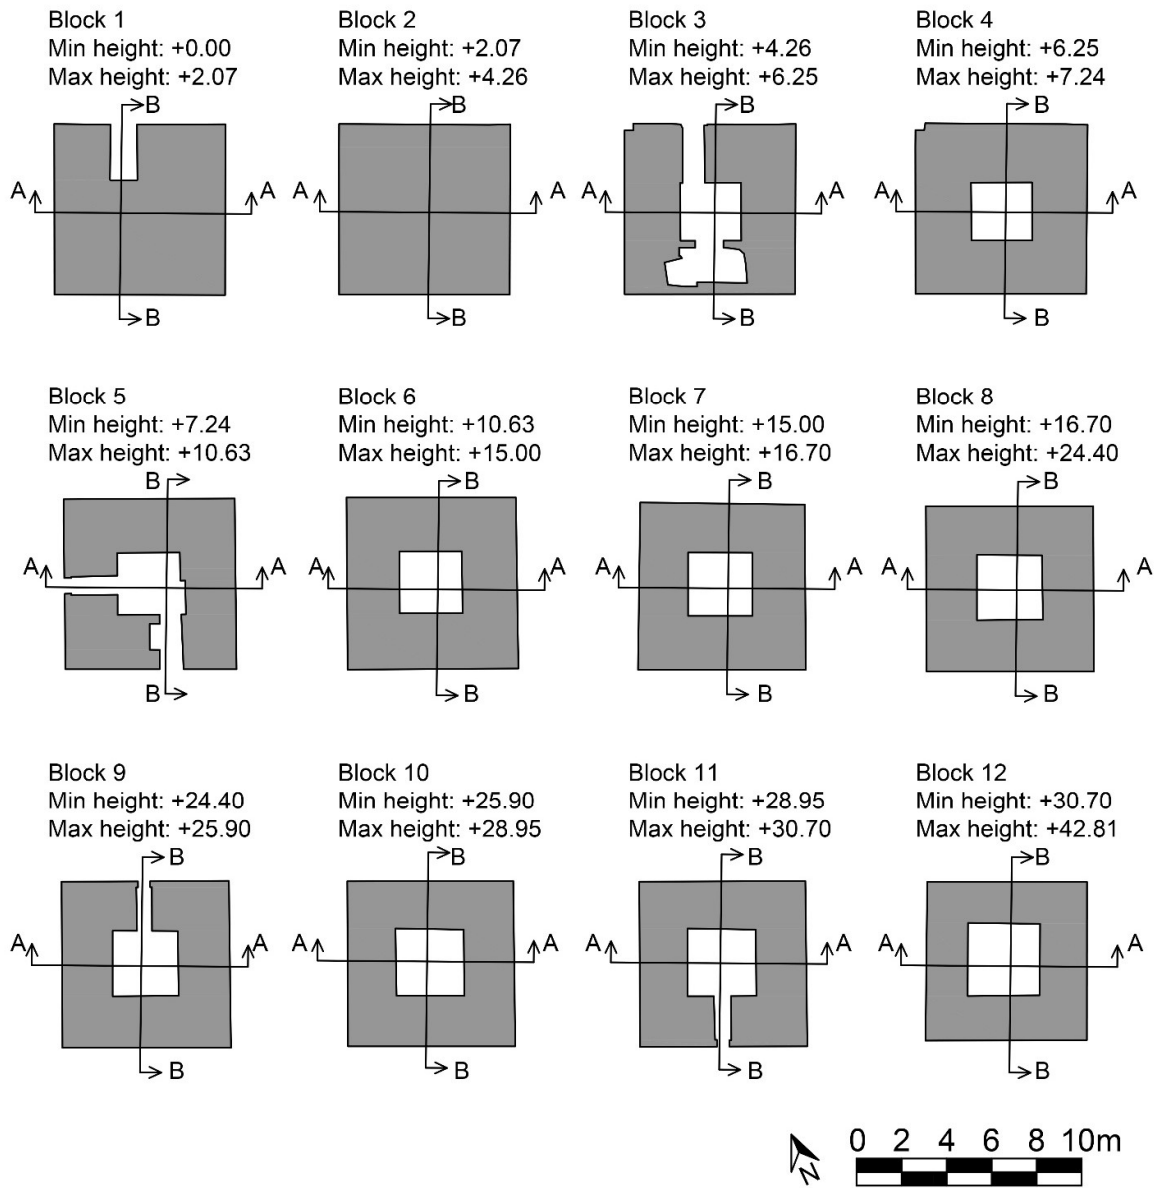 Block 1
Min height: +0.00
Max height: +2.07
Block 2
Min height: +2.07
Max height: +4.26
Block 3
Min height: +4.26
Max height: +6.25
Block 4
Min height: +6.25
Max height: +7.24
B
B
B
B
A
A
A
A
A
A
A
A
B
B
B
B
Block 5
Min height: +7.24
Max height: +10.63
Block 6
Min height: +10.63
Max height: +15.00
Block 7
Min height: +15.00
Max height: +16.70
Block 8
Min height: +16.70
Max height: +24.40
B
B
B
B
A
A
A
A
A
A
A
A
B
B
B
B
Block 9
Min height: +24.40
Max height: +25.90
Block 10
Min height: +25.90
Max height: +28.95
Block 11
Min height: +28.95
Max height: +30.70
Block 12
Min height: +30.70
Max height: +42.81
B
B
B
B
A
A
A
A
A
A
A
A
B
B
B
B
N
0 2 4 6 8 10m